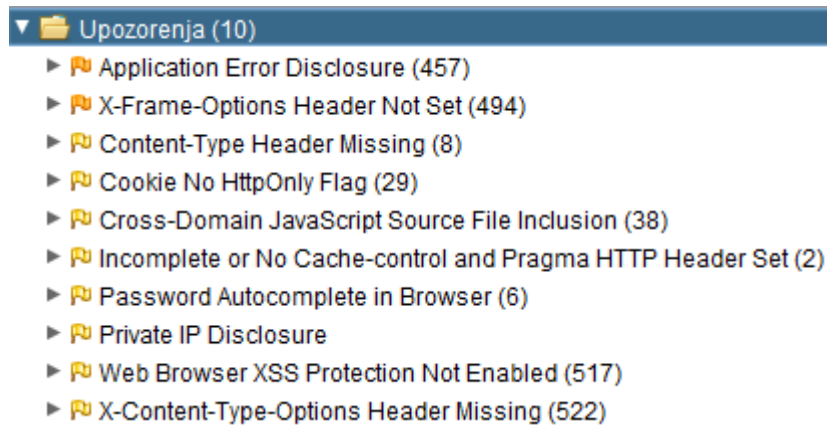 Upozorenja (10)
Application Error Disclosure (457)
X-Frame-Options Header Not Set (494)
Content-Type Header Missing (8)
Cookie No HttpOnly Flag (29)
Cross-Domain JavaScript Source File Inclusion (38)
Incomplete or No Cache-control and Pragma HTTP Header Set (2)
Password Autocomplete in Browser (6)
Private IP Disclosure
Web Browser XSS Protection Not Enabled (517)
X-Content-Type-Options Header Missing (522)